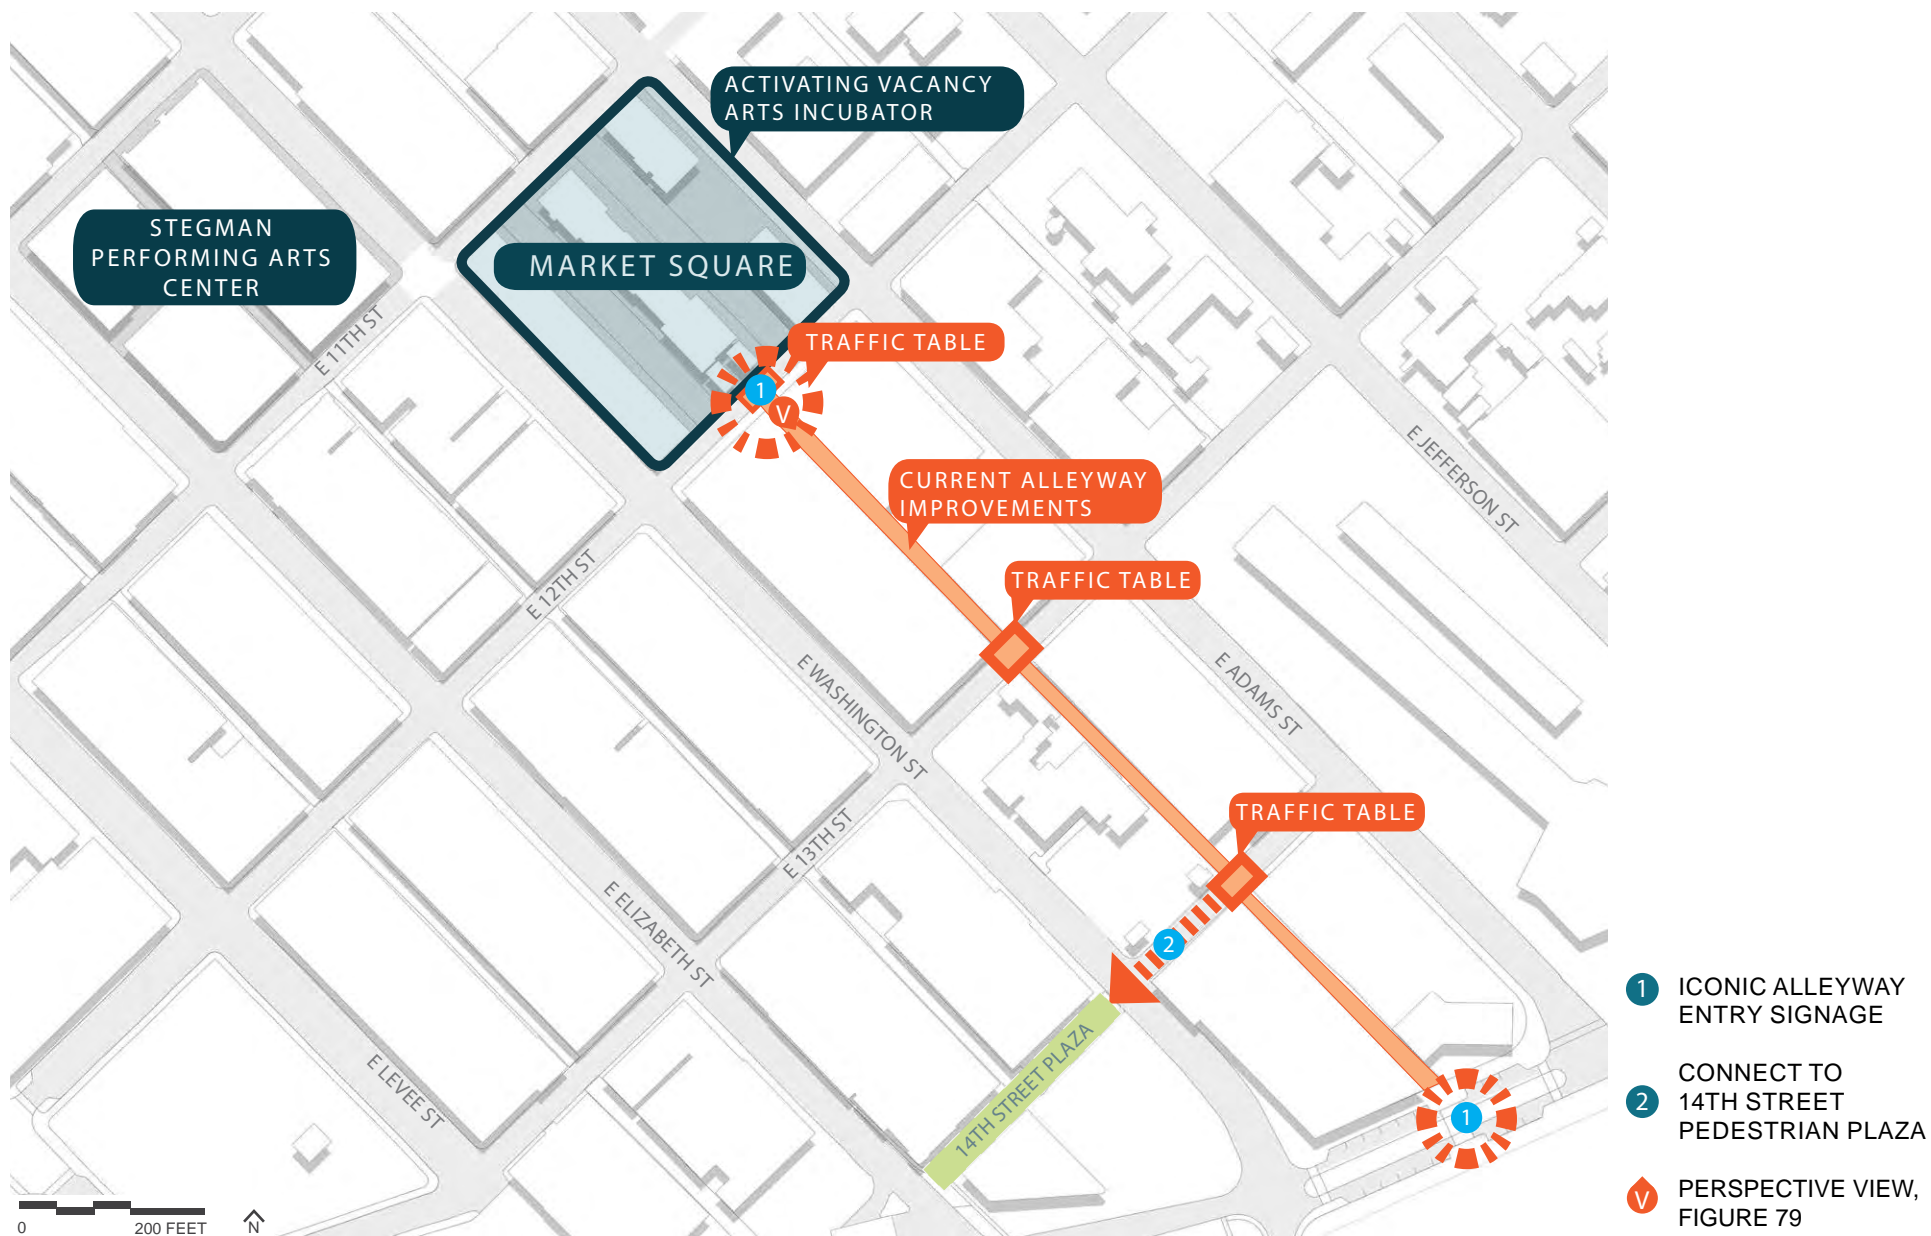 ACTIVATING VACANCY
ARTS INCUBATOR
STEGMAN
PERFORMING ARTS
CENTER
MARKET SQUARE
E 11TH ST
TRAFFIC TABLE
1
V
E JEFFERSON ST
CURRENT ALLEYWAY
IMPROVEMENTS
E 12TH ST
TRAFFIC TABLE
E WASHINGTON ST
E ADAMS ST
TRAFFIC TABLE
E 13TH ST
E ELIZABETH ST
2
14TH STREET PLAZA
E LEVEE ST
1
1 ICONIC ALLEYWAY
ENTRY SIGNAGE
2 CONNECT TO
14TH STREET
PEDESTRIAN PLAZA
V PERSPECTIVE VIEW,
FIGURE 79
0 200 FEET N